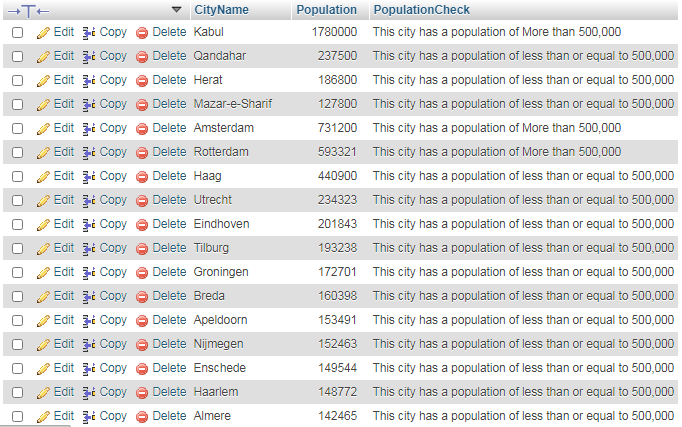 CityName Population PopulationCheck
Edit Copy Delete Kabul 1780000 This city has a population of More than 500,000
Edit Copy Delete Qandahar 237500 This city has a population of less than or equal to 500,000
Edit Copy Delete Herat 186800 This city has a population of less than or equal to 500,000
Edit Copy Delete Mazar-e-Sharif 127800 This city has a population of less than or equal to 500,000
Edit Copy Delete Amsterdam 731200 This city has a population of More than 500,000
Edit Copy Delete Rotterdam 593321 This city has a population of More than 500,000
Edit Copy Delete Haag 440900 This city has a population of less than or equal to 500,000
Edit Copy Delete Utrecht 234323 This city has a population of less than or equal to 500,000
Edit Copy Delete Eindhoven 201843 This city has a population of less than or equal to 500,000
Edit Copy Delete Tilburg 193238 This city has a population of less than or equal to 500,000
Edit Copy Delete Groningen 172701 This city has a population of less than or equal to 500,000
Edit Copy Delete Breda 160398 This city has a population of less than or equal to 500,000
Edit Copy Delete Apeldoorn 153491 This city has a population of less than or equal to 500,000
Edit Copy Delete Nijmegen 152463 This city has a population of less than or equal to 500,000
Edit Copy Delete Enschede 149544 This city has a population of less than or equal to 500,000
Edit Copy Delete Haarlem 148772 This city has a population of less than or equal to 500,000
Edit Copy Delete Almere 142465 This city has a population of less than or equal to 500,000